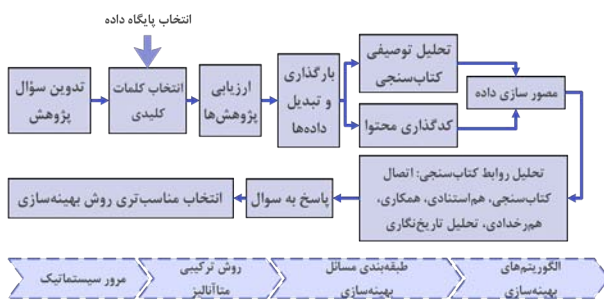 انتخاب پایگاه داده
تدوین سؤال
پژوهش
انتخاب کلمات
کلیدی
ارزیابی
پژوهش‌ها
بارگذاری
و تبدیل
داده‌ها
تحلیل توصیفی
کتاب‌سنجی
کدگذاری محتوا
مصور سازی داده
تحلیل روابط کتاب‌سنجی: اتصال
کتاب‌سنجی، هم‌استنادی، همکاری،
هم‌رخدادی، تحلیل تاریخ‌نگاری
پاسخ به سوال
انتخاب مناسب‌تری روش بهینه‌سازی
مرور سیستماتیک
روش ترکیبی
متاآنالیز
طبقه‌بندی مسائل
بهینه‌سازی
الگوریتم‌های
بهینه‌سازی